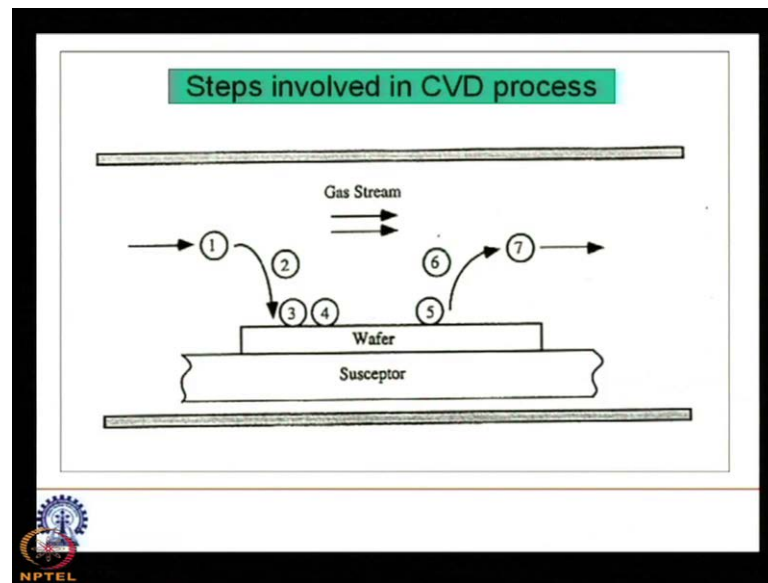 Steps involved in CVD process
Gas Stream
1
2
6
7
3
4
5
Wafer
Susceptor
NPTEL